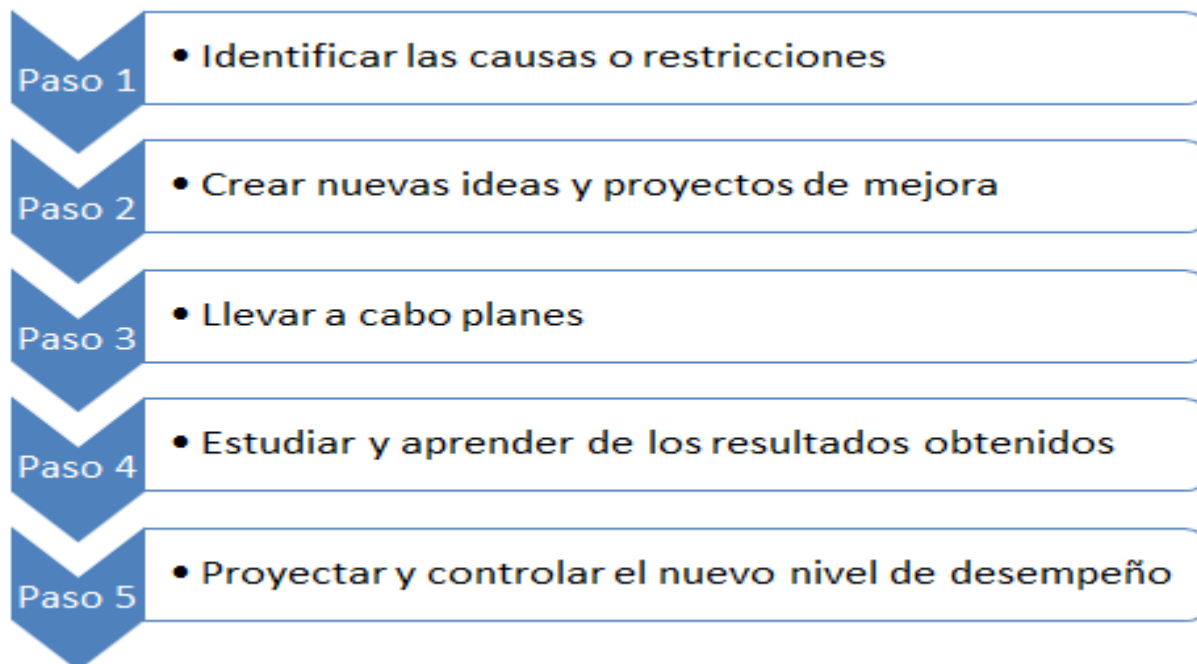 Paso 1
• Identificar las causas o restricciones
Paso 2
• Crear nuevas ideas y proyectos de mejora
Paso 3
• Llevar a cabo planes
Paso 4
• Estudiar y aprender de los resultados obtenidos
Paso 5
• Proyectar y controlar el nuevo nivel de desempeño